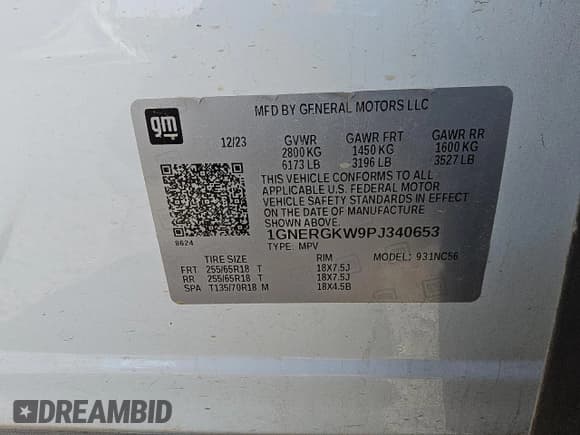 gm
MFD BY GENERAL MOTORS LLC
12/23 GVWR GAWR FRT GAWR RR
2800 KG 1450 KG 1600 KG
6173 LB 3196 LB 3527 LB
THIS VEHICLE CONFORMS TO ALL
APPLICABLE U.S. FEDERAL MOTOR
VEHICLE SAFETY STANDARDS IN EFFECT
ON THE DATE OF MANUFACTURE
SHOWN ABOVE.
8624 1GNERGKW9PJ340653
TYPE: MPV
TIRE SIZE RIM MODEL: 931NC56
FRT 255/65R18 T 18X7.5J
RR 255/65R18 T 18X7.5J
SPA T135/70R18 M 18X4.5B
DREAMBID